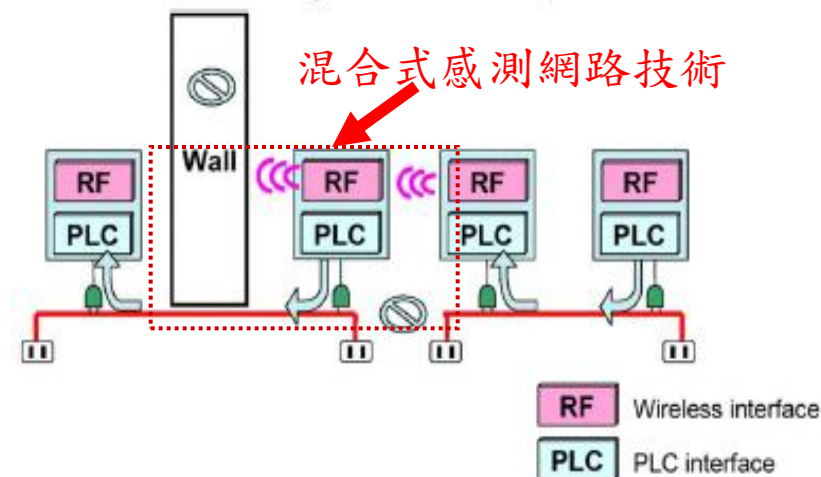 混合式感測網路技術
Wall
RF RF RF RF
PLC PLC PLC PLC
RF Wireless interface
PLC PLC interface